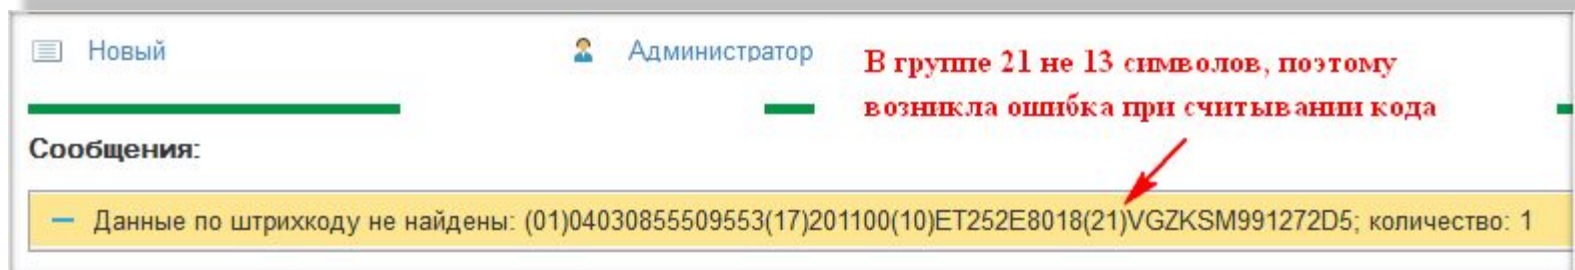 Новый
Администратор
В группе 21 не 13 символов, поэтому
возникла ошибка при считывании кода
Сообщения:
Данные по штрихкоду не найдены: (01)04030855509553(17)201100(10)ET252E8018(21)VGZKSM991272D5; количество: 1